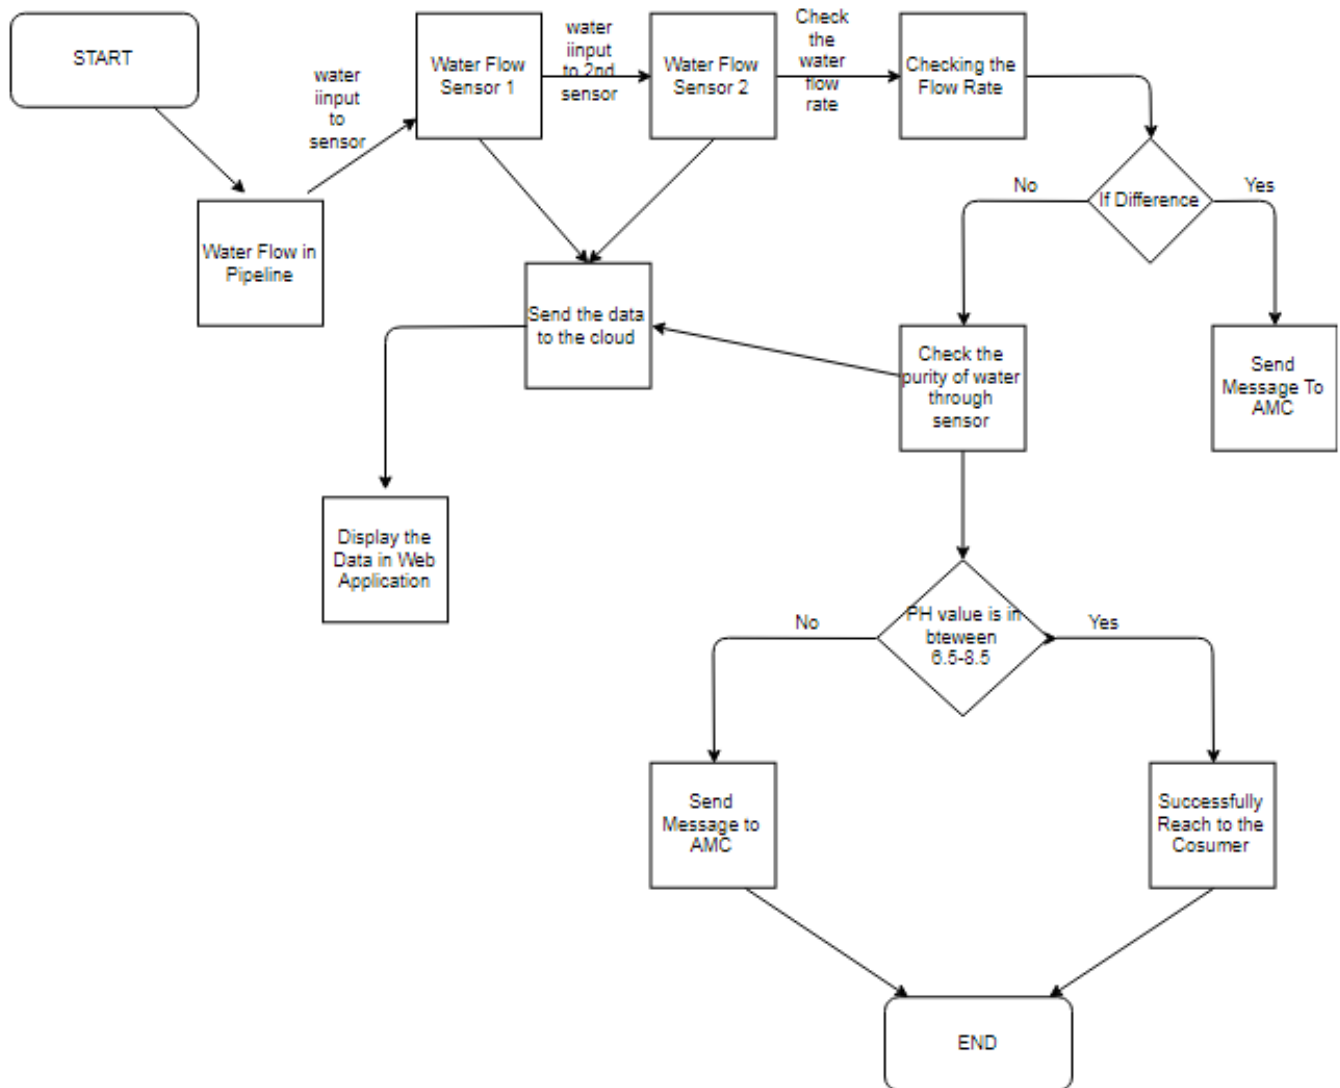 START
water
iinput
to
sensor
Water Flow
Sensor 1
water
iinput
to 2nd
sensor
Water Flow
Sensor 2
Check
the
water
flow
rate
Checking the
Flow Rate
Water Flow in
Pipeline
No
If Difference
Yes
Send the data
to the cloud
Check the
purity of water
through
sensor
Send
Message To
AMC
Display the
Data in Web
Application
No
PH value is in
bteween
6.5-8.5
Yes
Send
Message to
AMC
Successfully
Reach to the
Cosumer
END